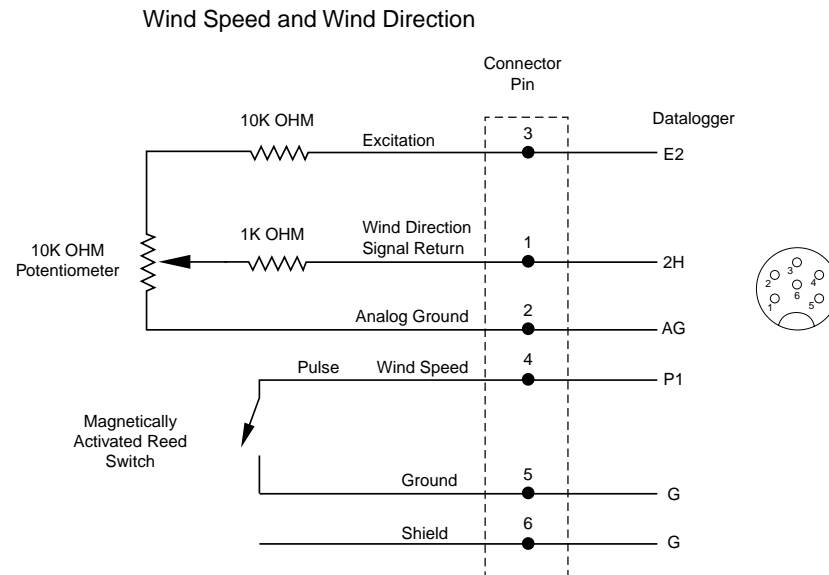 Wind Speed and Wind Direction
Connector
Pin
Datalogger
10K OHM
Excitation
3
E2
10K OHM
Potentiometer
1K OHM
Wind Direction
Signal Return
1
2H
Analog Ground
2
AG
Pulse
Wind Speed
4
P1
Magnetically
Activated Reed
Switch
Ground
5
G
Shield
6
G
3
2
4
6
1
5